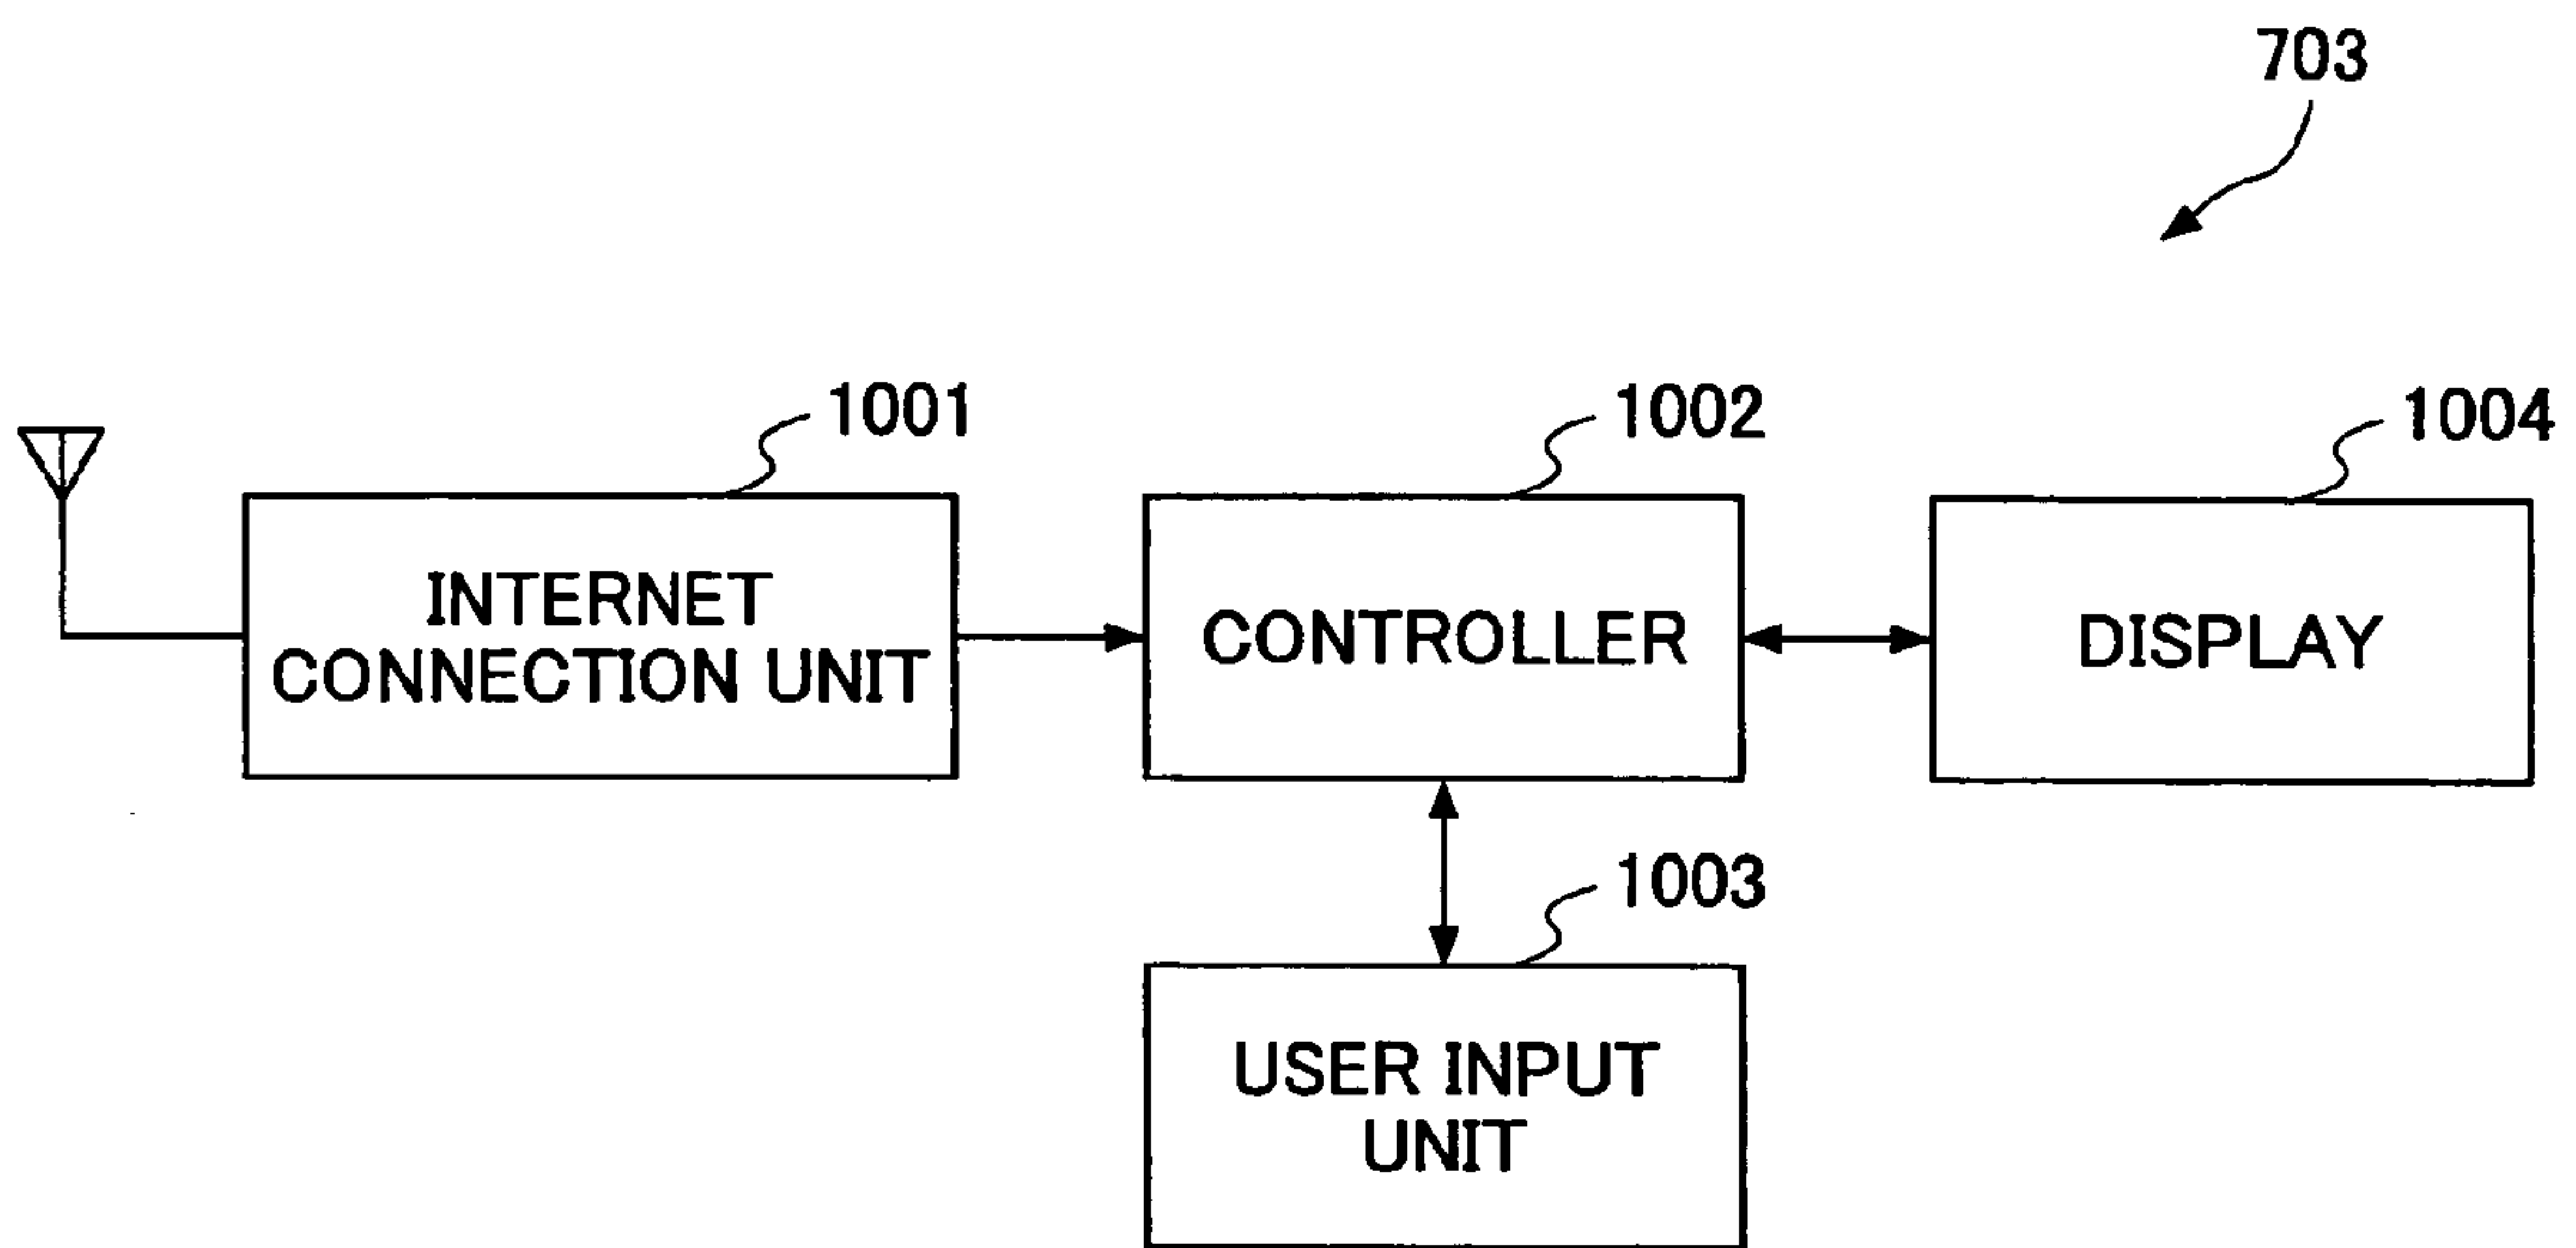 703
1001
1002
1004
INTERNET
CONNECTION UNIT
CONTROLLER
DISPLAY
1003
USER INPUT
UNIT